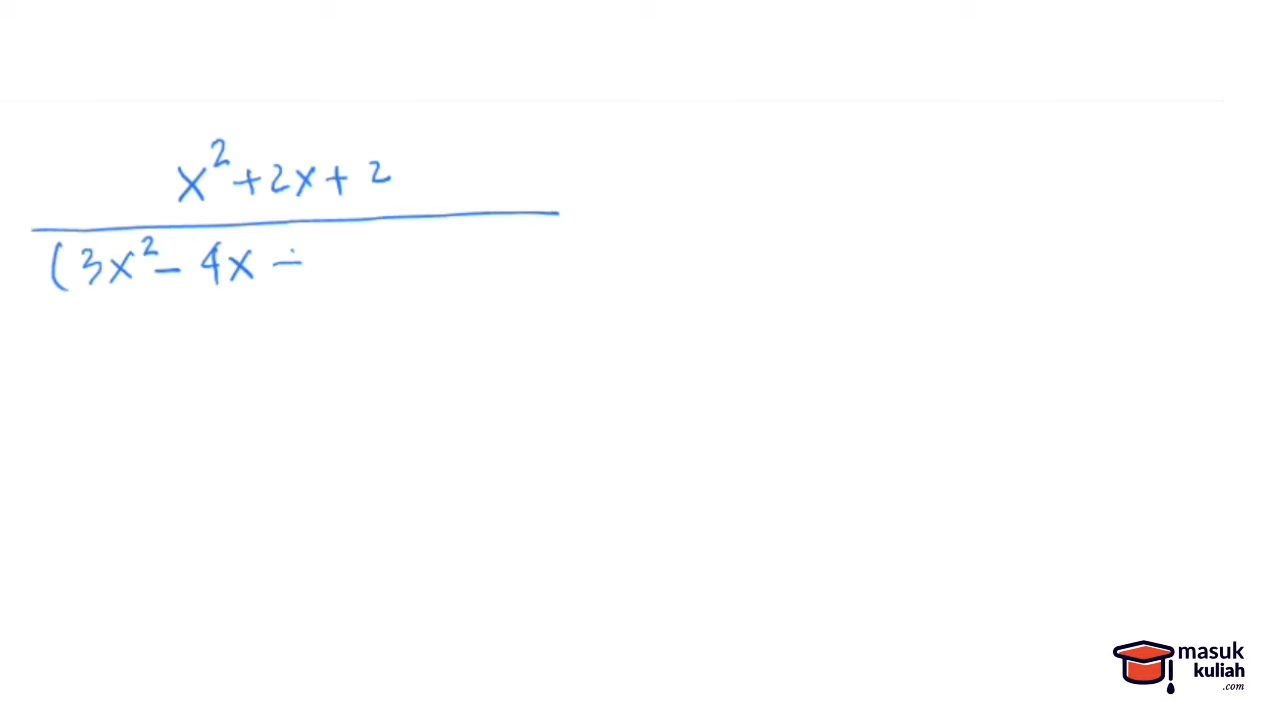 x²+2x+2
(3x²-4x -
masuk
kuliah
.com